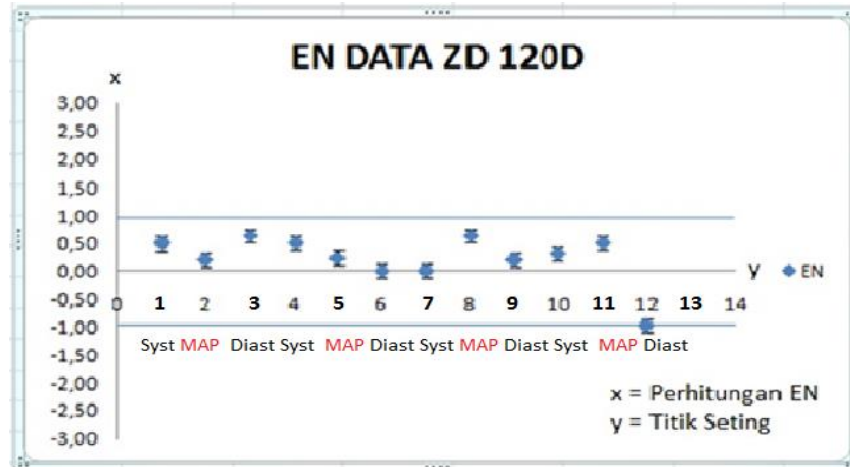 EN DATA ZD 120D
x
3,00
2,50
2,00
1,50
1,00
0,50
0,00
y
EN
-0,50
0 1 2 3 4 5 6 7 8 9 10 11 12 13 14
-1,00
Syst MAP Diast Syst MAP Diast Syst MAP Diast Syst MAP Diast
-1,50
-2,00
x = Perhitungan EN
-2,50
y = Titik Seting
-3,00